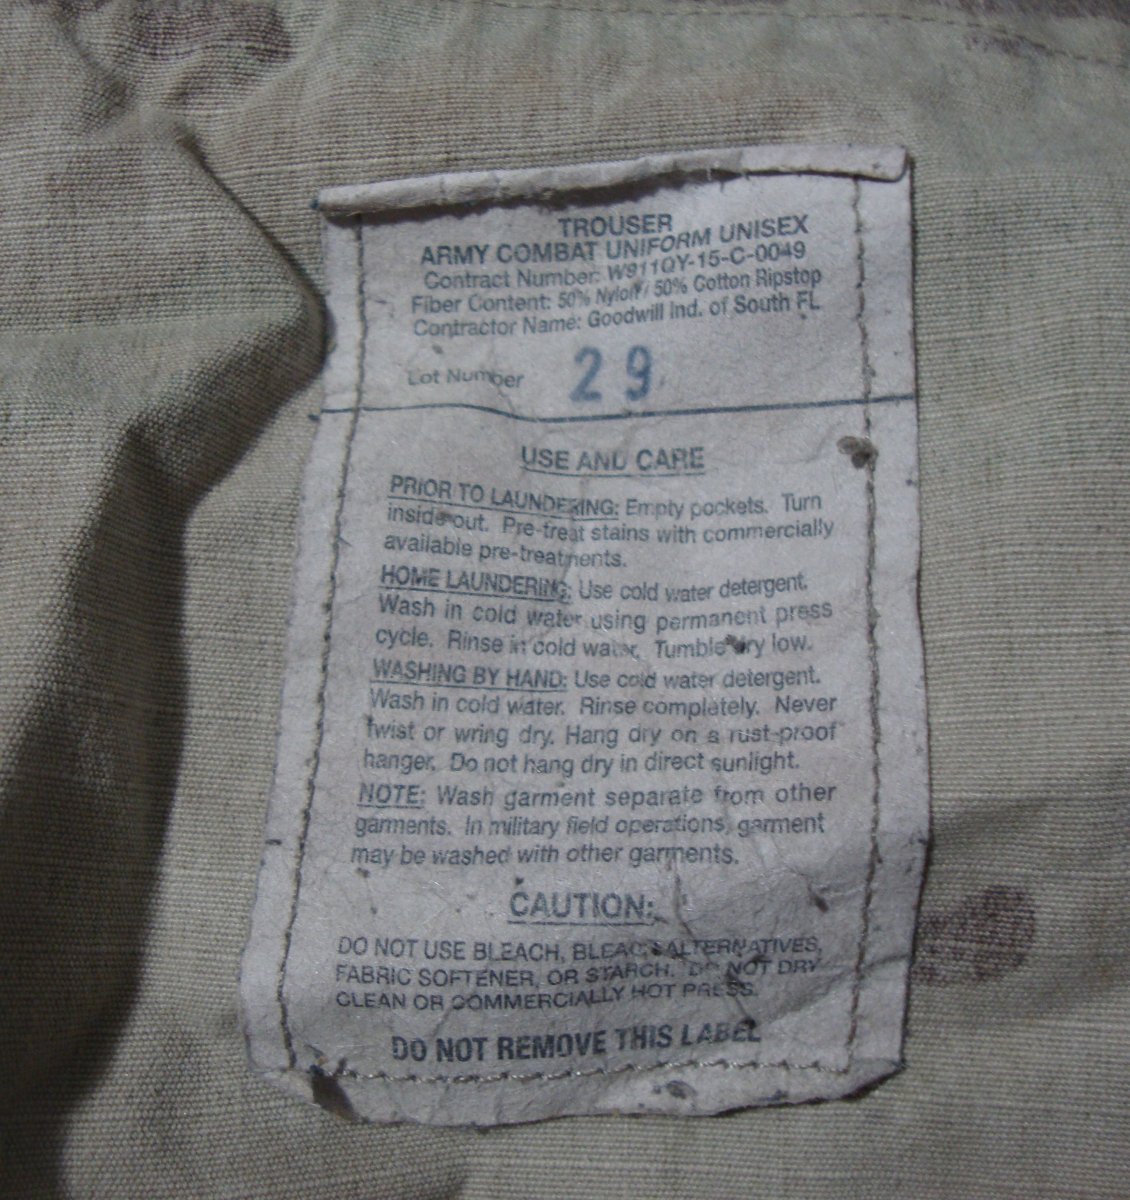 TROUSER
ARMY COMBAT UNIFORM UNISEX
Contract Number: W911QY-15-C-0049
Fiber Content: 50% Nylon / 50% Cotton Ripstop
Contractor Name: Goodwill Ind. of South FL
Lot Number 29
USE AND CARE
PRIOR TO LAUNDERING: Empty pockets. Turn
inside out. Pre-treat stains with commercially
available pre-treatments.
HOME LAUNDERING: Use cold water detergent.
Wash in cold water using permanent press
cycle. Rinse in cold water. Tumble dry low.
WASHING BY HAND: Use cold water detergent.
Wash in cold water. Rinse completely. Never
twist or wring dry. Hang dry on a rust-proof
hanger. Do not hang dry in direct sunlight.
NOTE: Wash garment separate from other
garments. In military field operations, garment
may be washed with other garments.
CAUTION:
DO NOT USE BLEACH, BLEACH ALTERNATIVES,
FABRIC SOFTENER, OR STARCH. DO NOT DRY
CLEAN OR COMMERCIALLY HOT PRESS.
DO NOT REMOVE THIS LABEL